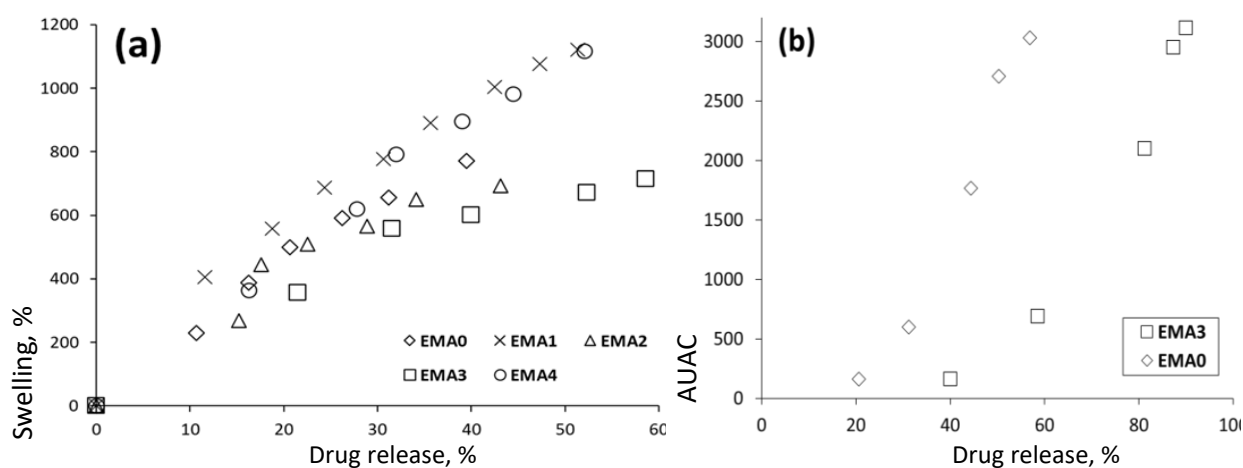 (a)
Swelling, %
1200
1000
800
600
400
200
0
0 10 20 30 40 50 60
Drug release, %
EMA0 EMA1 EMA2
EMA3 EMA4
(b)
AUAC
3000
2500
2000
1500
1000
500
0
0 20 40 60 80 100
Drug release, %
EMA3
EMA0